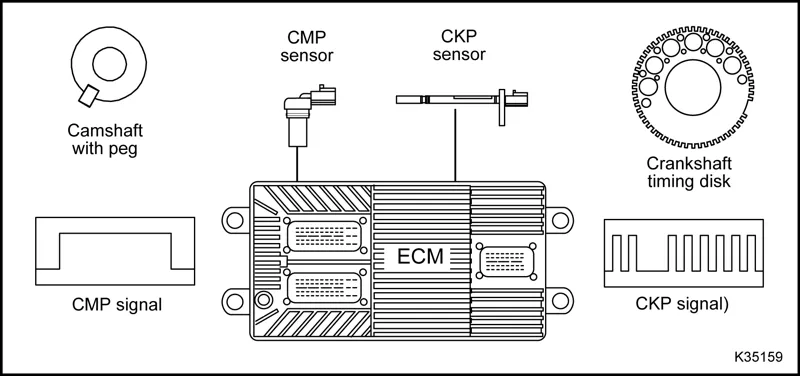 CMP
sensor
CKP
sensor
Camshaft
with peg
Crankshaft
timing disk
ECM
CMP signal
CKP signal)
K35159